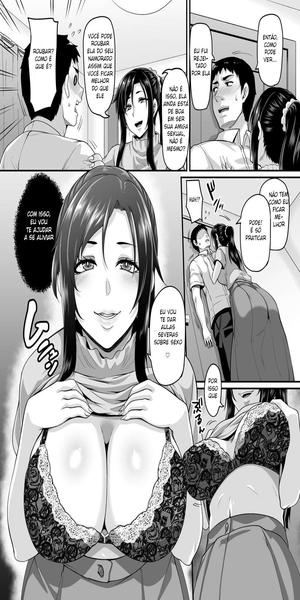 ENTÃO,
COMO
PODE
VER...
EU FUI
REJEI-
TADO
POR ELA
VOCÊ PODE
ROUBAR
ELA DO SEU
NAMORADO
ASSIM
QUE VOCÊ
FICAR
MELHOR
DO QUE
ELE
ROUBAR?
COMO
É QUE
É?
NÃO É ISSO, ELA
ANDA ESTÁ
DE BOA
EM SER
SUA AMIGA
SEXUAL,
NÃO É
MESMO?
NÃO TEM
COMO EU
FICAR ME-
LHOR.
PODE!
É SÓ
PRATICAR
HAH??
POR
ISSO
QUE
COM ISSO,
EU VOU
TE AJUDAR
A SE ALIVIAR
EU VOU
TE DAR
AULAS
SEVERAS
SOBRE SEXO
♡